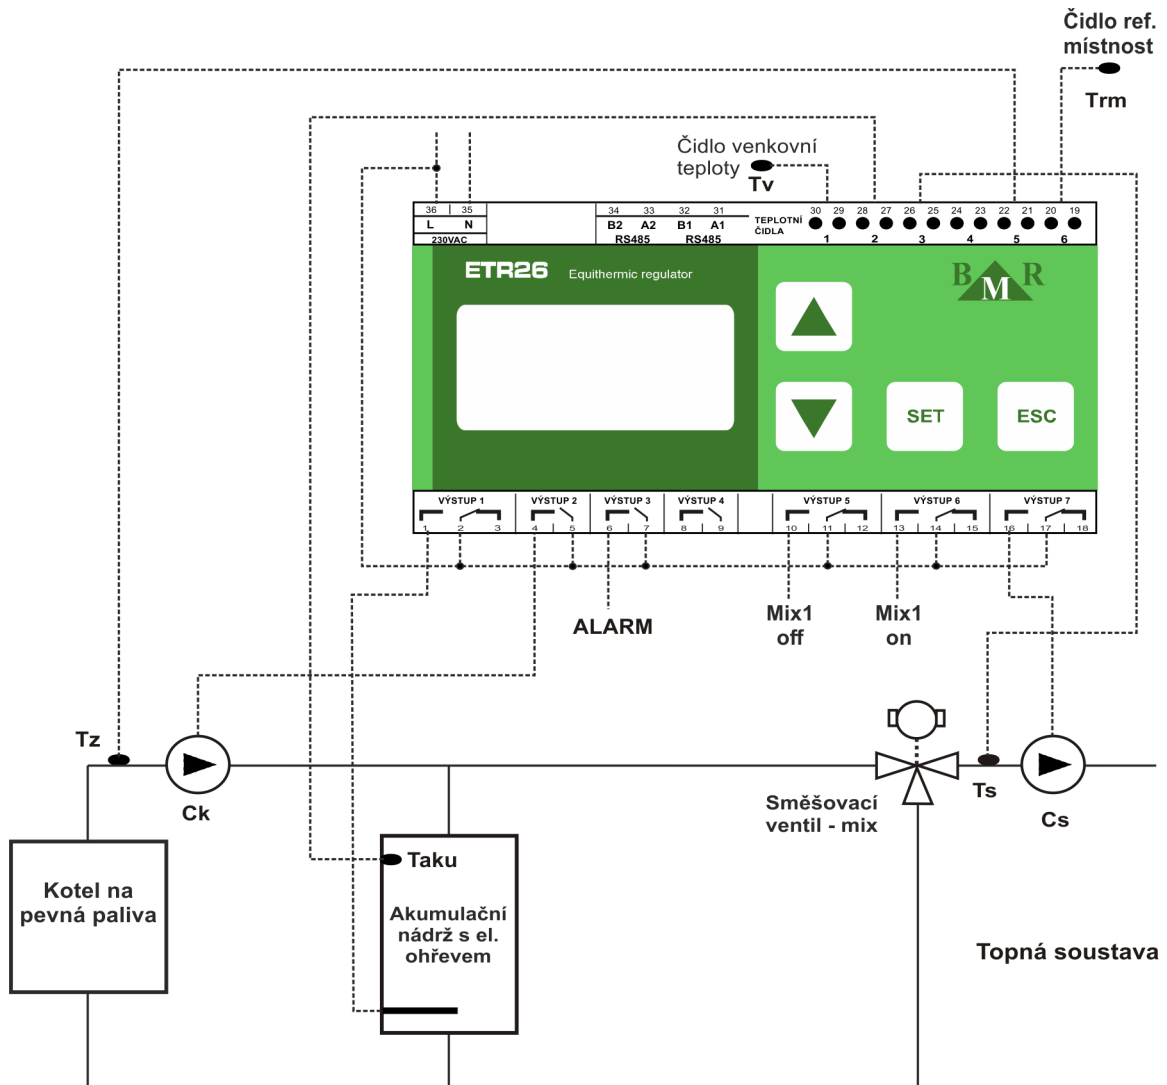 Čidlo ref.
místnost
Trm
Čidlo venkovní
teploty
Tv
36 35
L N
230VAC
34 33 32 31
B2 A2 B1 A1
RS485 RS485
TEPLOTNÍ
ČIDLA
30 29 28 27 26 25 24 23 22 21 20 19
1 2 3 4 5 6
ETR26 Equithermic regulator
B M R
SET ESC
VÝSTUP 1 VÝSTUP 2 VÝSTUP 3 VÝSTUP 4 VÝSTUP 5 VÝSTUP 6 VÝSTUP 7
1 2 3 4 5 6 7 8 9 10 11 12 13 14 15 16 17 18
ALARM
Mix1
off
Mix1
on
Tz
Ck
Směšovací
ventil - mix
Ts
Cs
Kotel na
pevná paliva
Taku
Akumulační
nádrž s el.
ohřevem
Topná soustava